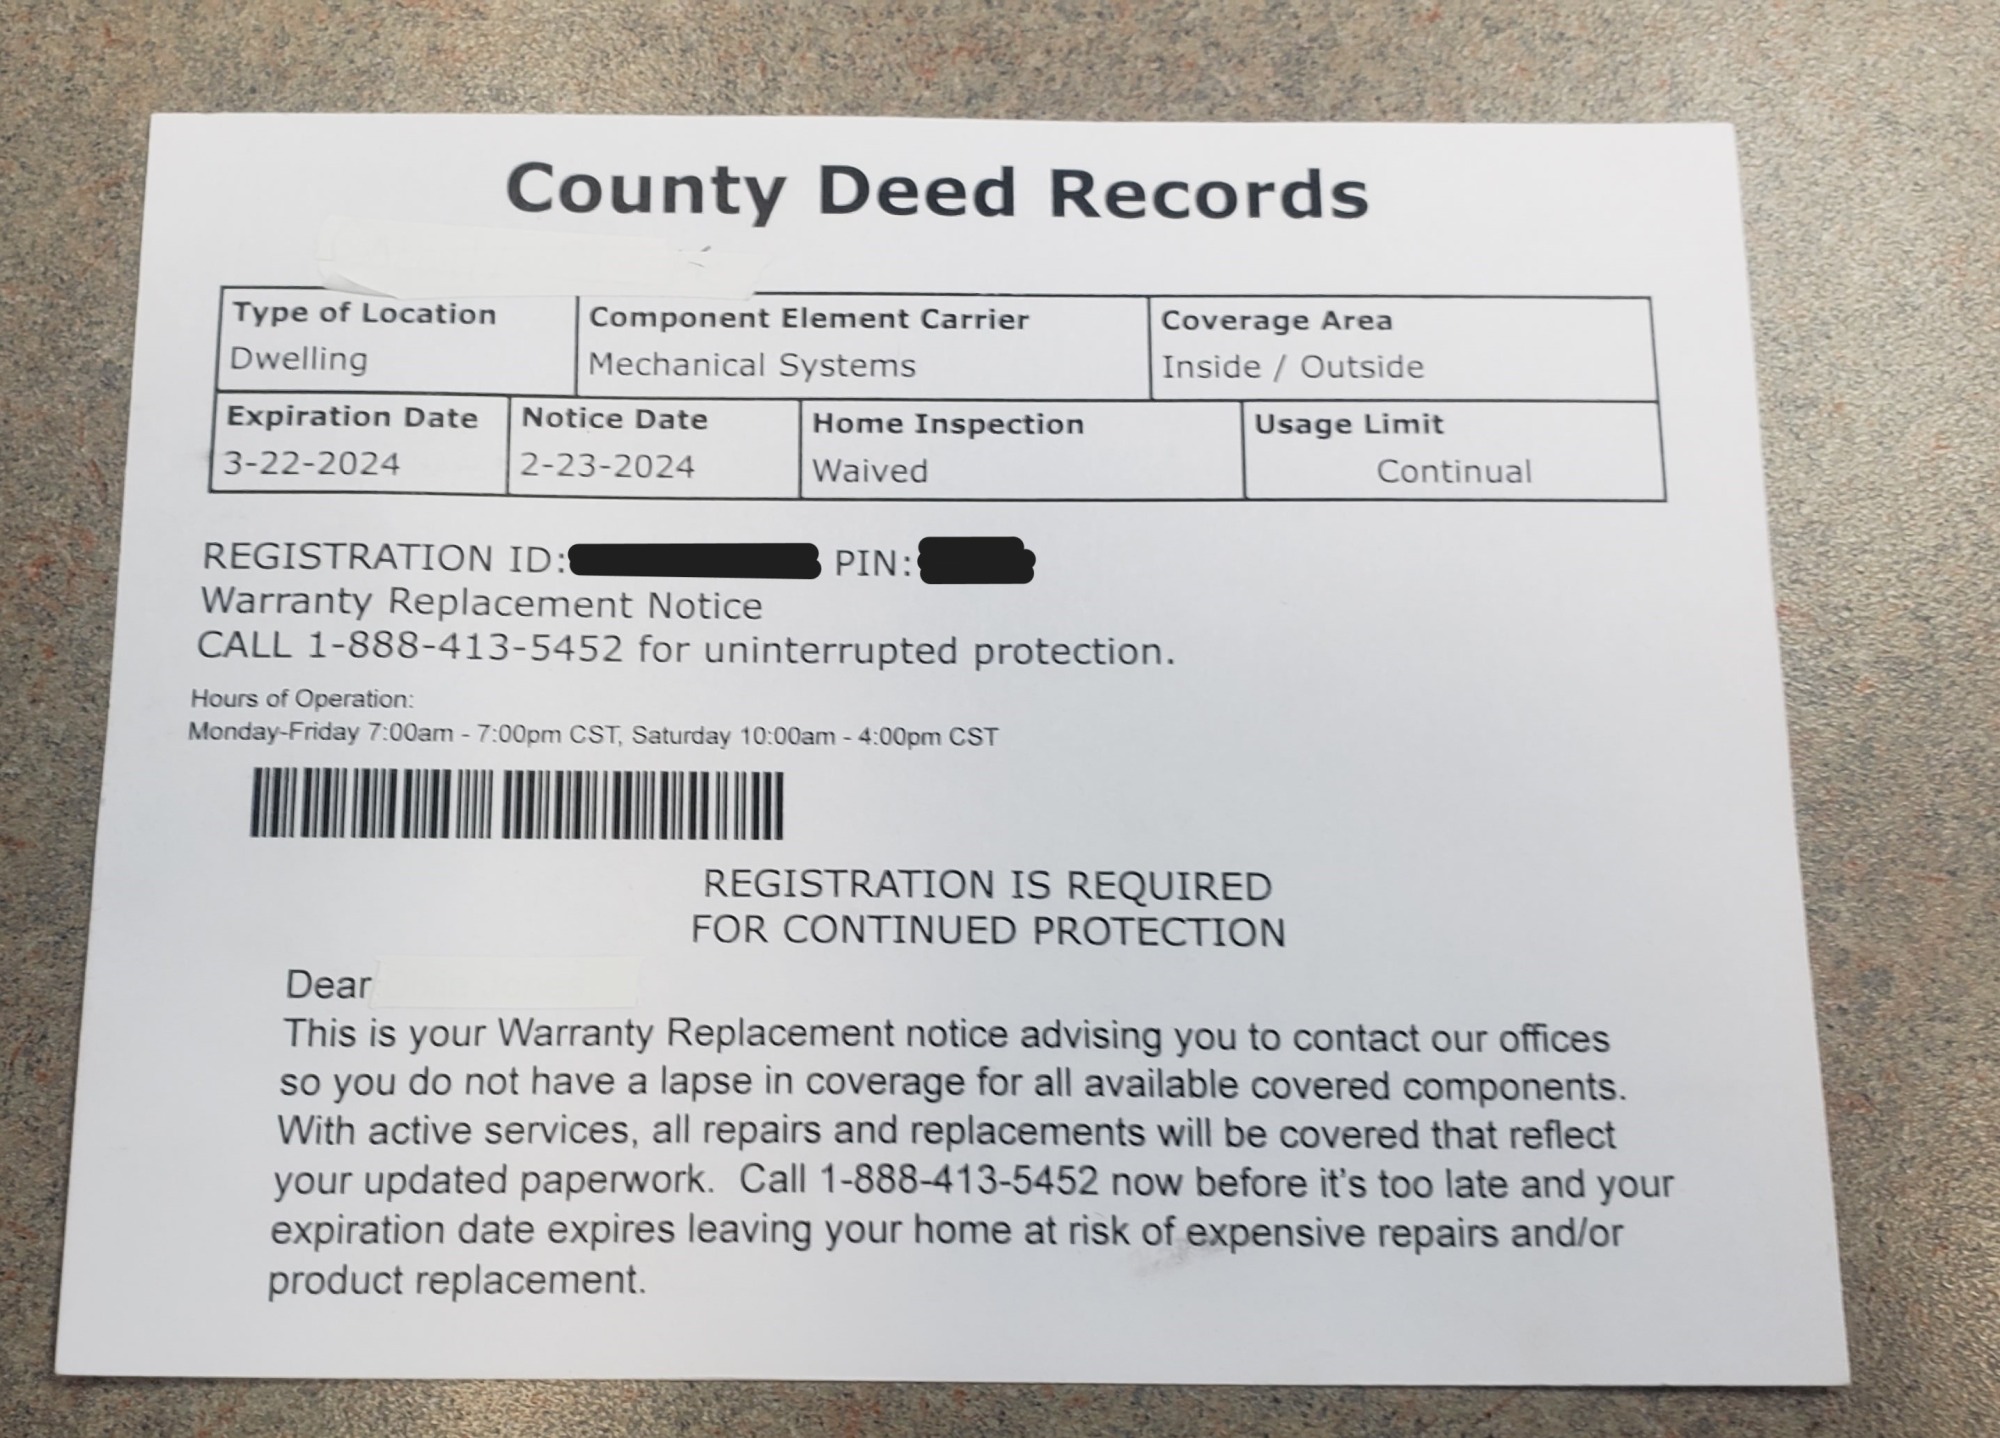 County Deed Records
Type of Location
Dwelling
Component Element Carrier
Mechanical Systems
Coverage Area
Inside / Outside
Expiration Date
3-22-2024
Notice Date
2-23-2024
Home Inspection
Waived
Usage Limit
Continual
REGISTRATION ID: PIN:
Warranty Replacement Notice
CALL 1-888-413-5452 for uninterrupted protection.
Hours of Operation:
Monday-Friday 7:00am - 7:00pm CST, Saturday 10:00am - 4:00pm CST
REGISTRATION IS REQUIRED
FOR CONTINUED PROTECTION
Dear
This is your Warranty Replacement notice advising you to contact our offices
so you do not have a lapse in coverage for all available covered components.
With active services, all repairs and replacements will be covered that reflect
your updated paperwork.  Call 1-888-413-5452 now before it's too late and your
expiration date expires leaving your home at risk of expensive repairs and/or
product replacement.